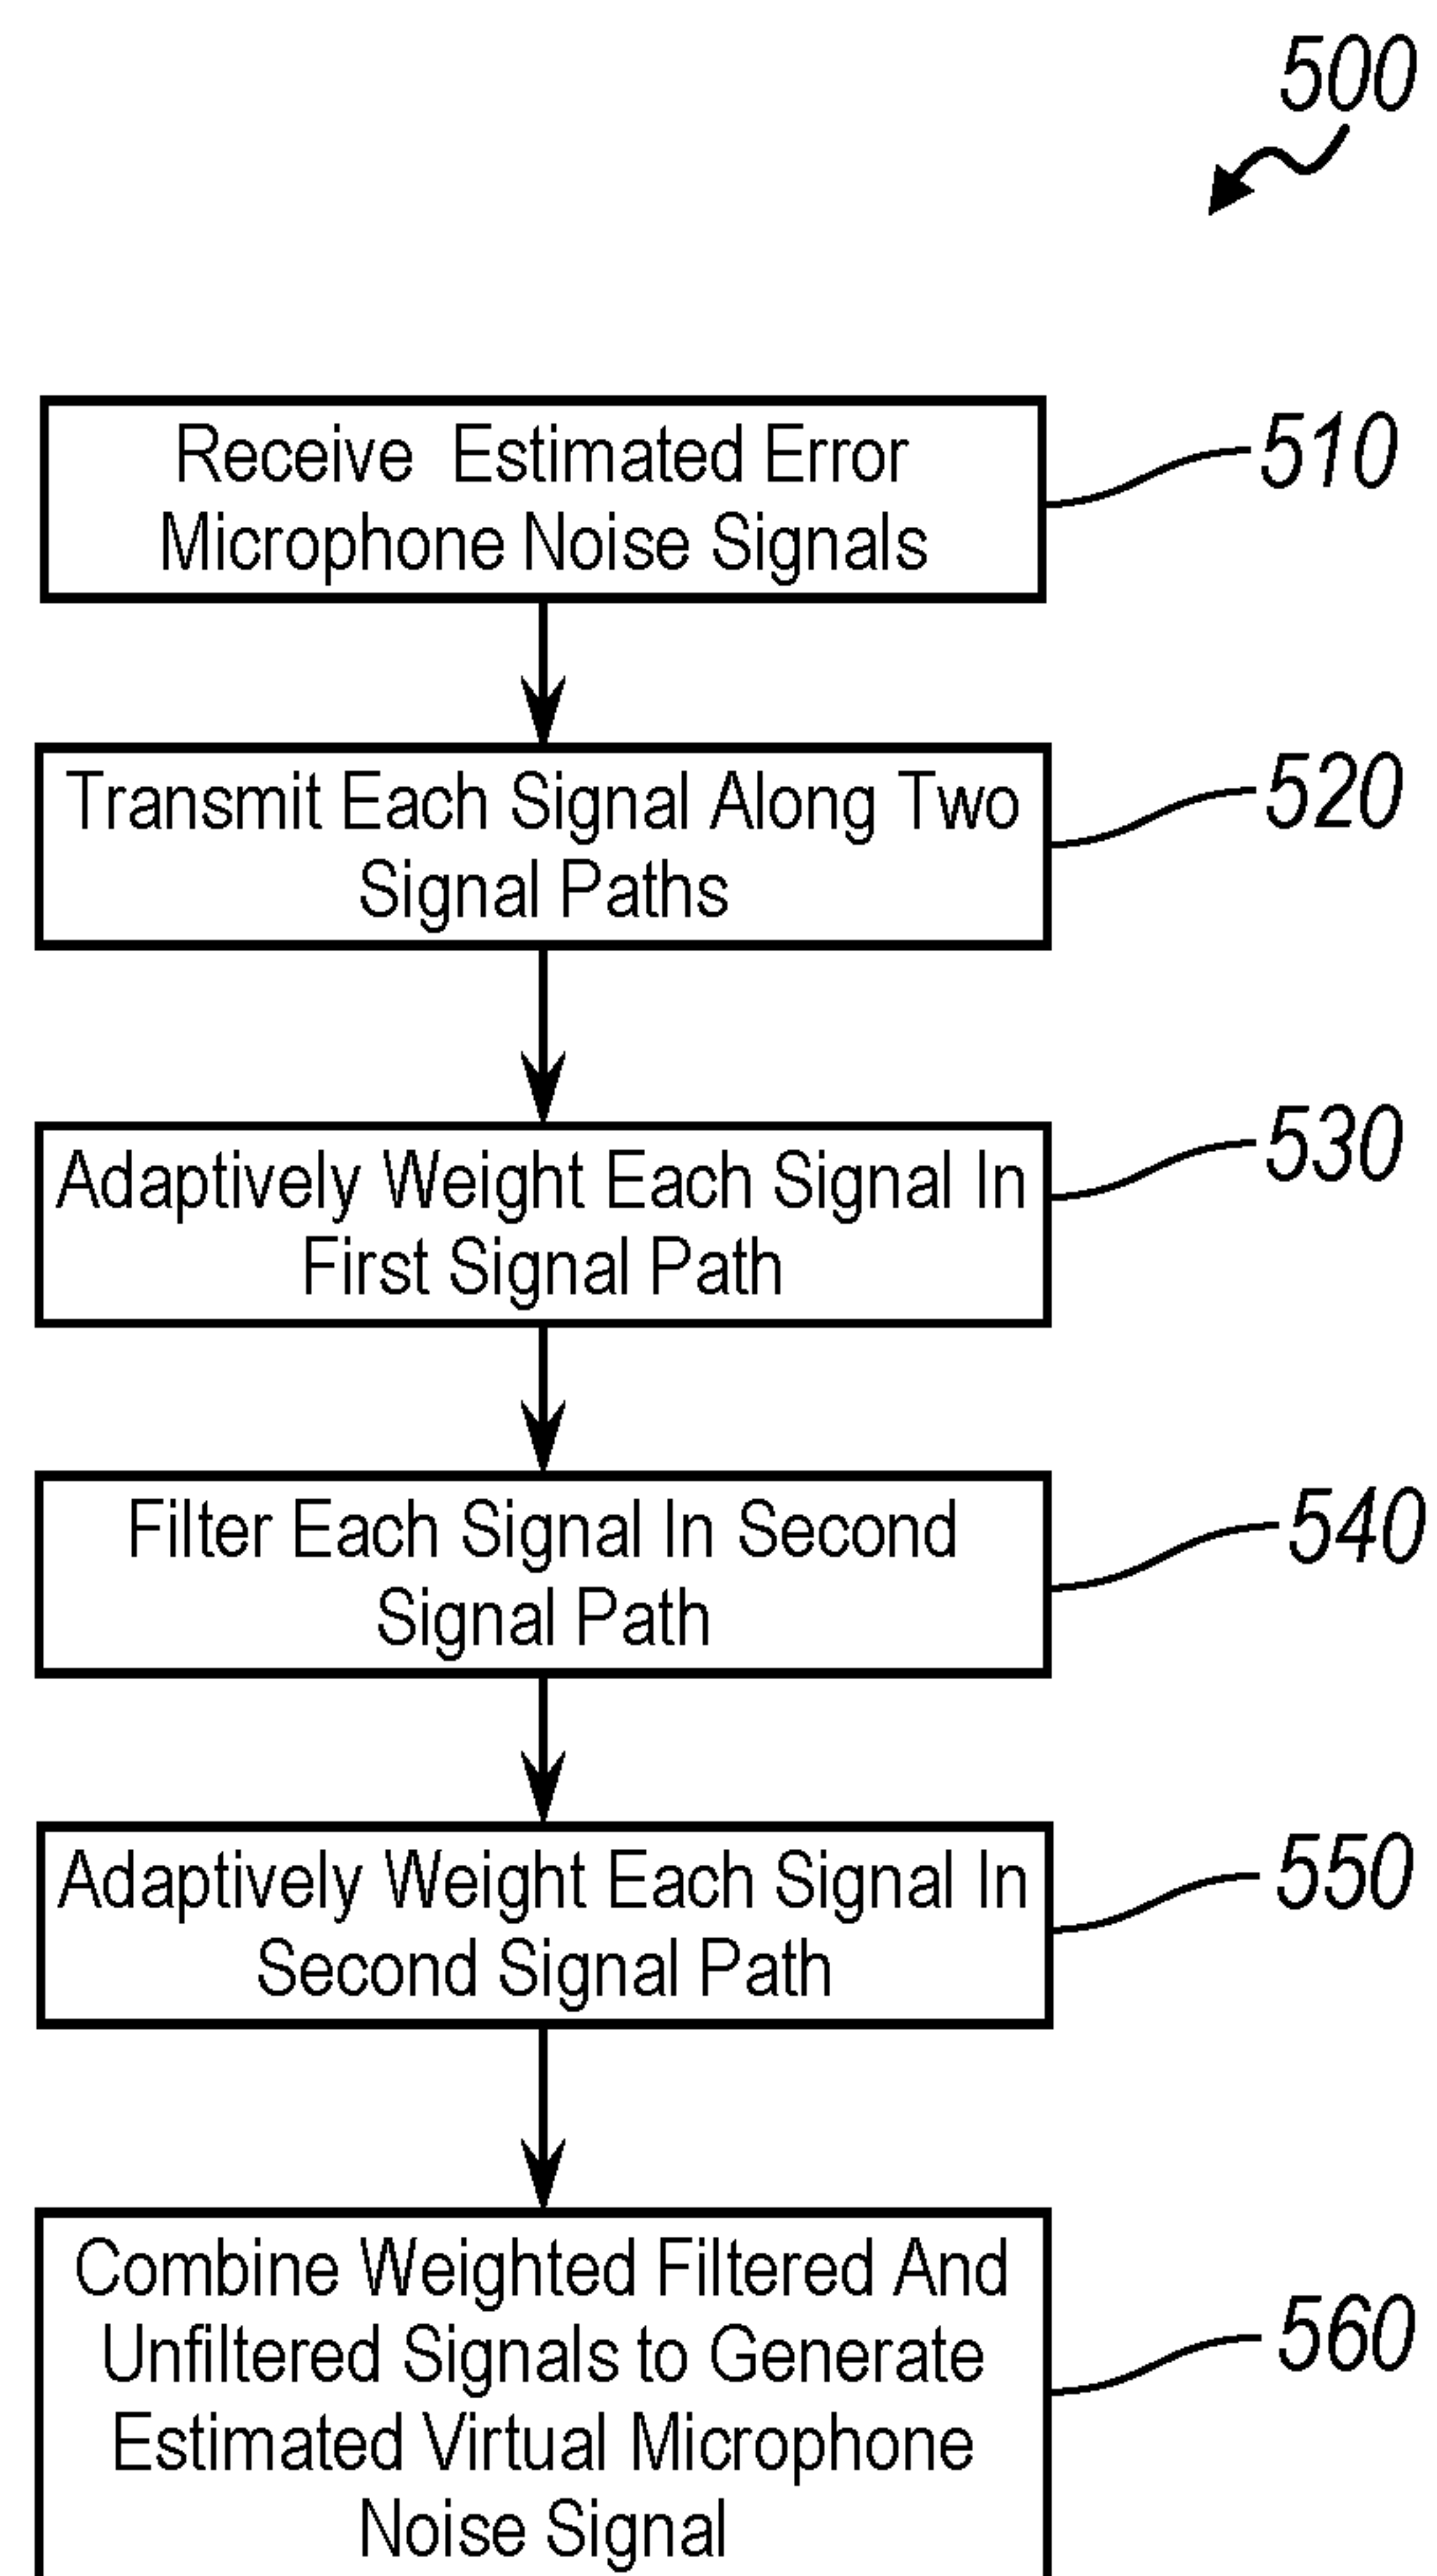 500
Receive Estimated Error
Microphone Noise Signals
510
Transmit Each Signal Along Two
Signal Paths
520
Adaptively Weight Each Signal In
First Signal Path
530
Filter Each Signal In Second
Signal Path
540
Adaptively Weight Each Signal In
Second Signal Path
550
Combine Weighted Filtered And
Unfiltered Signals to Generate
Estimated Virtual Microphone
Noise Signal
560